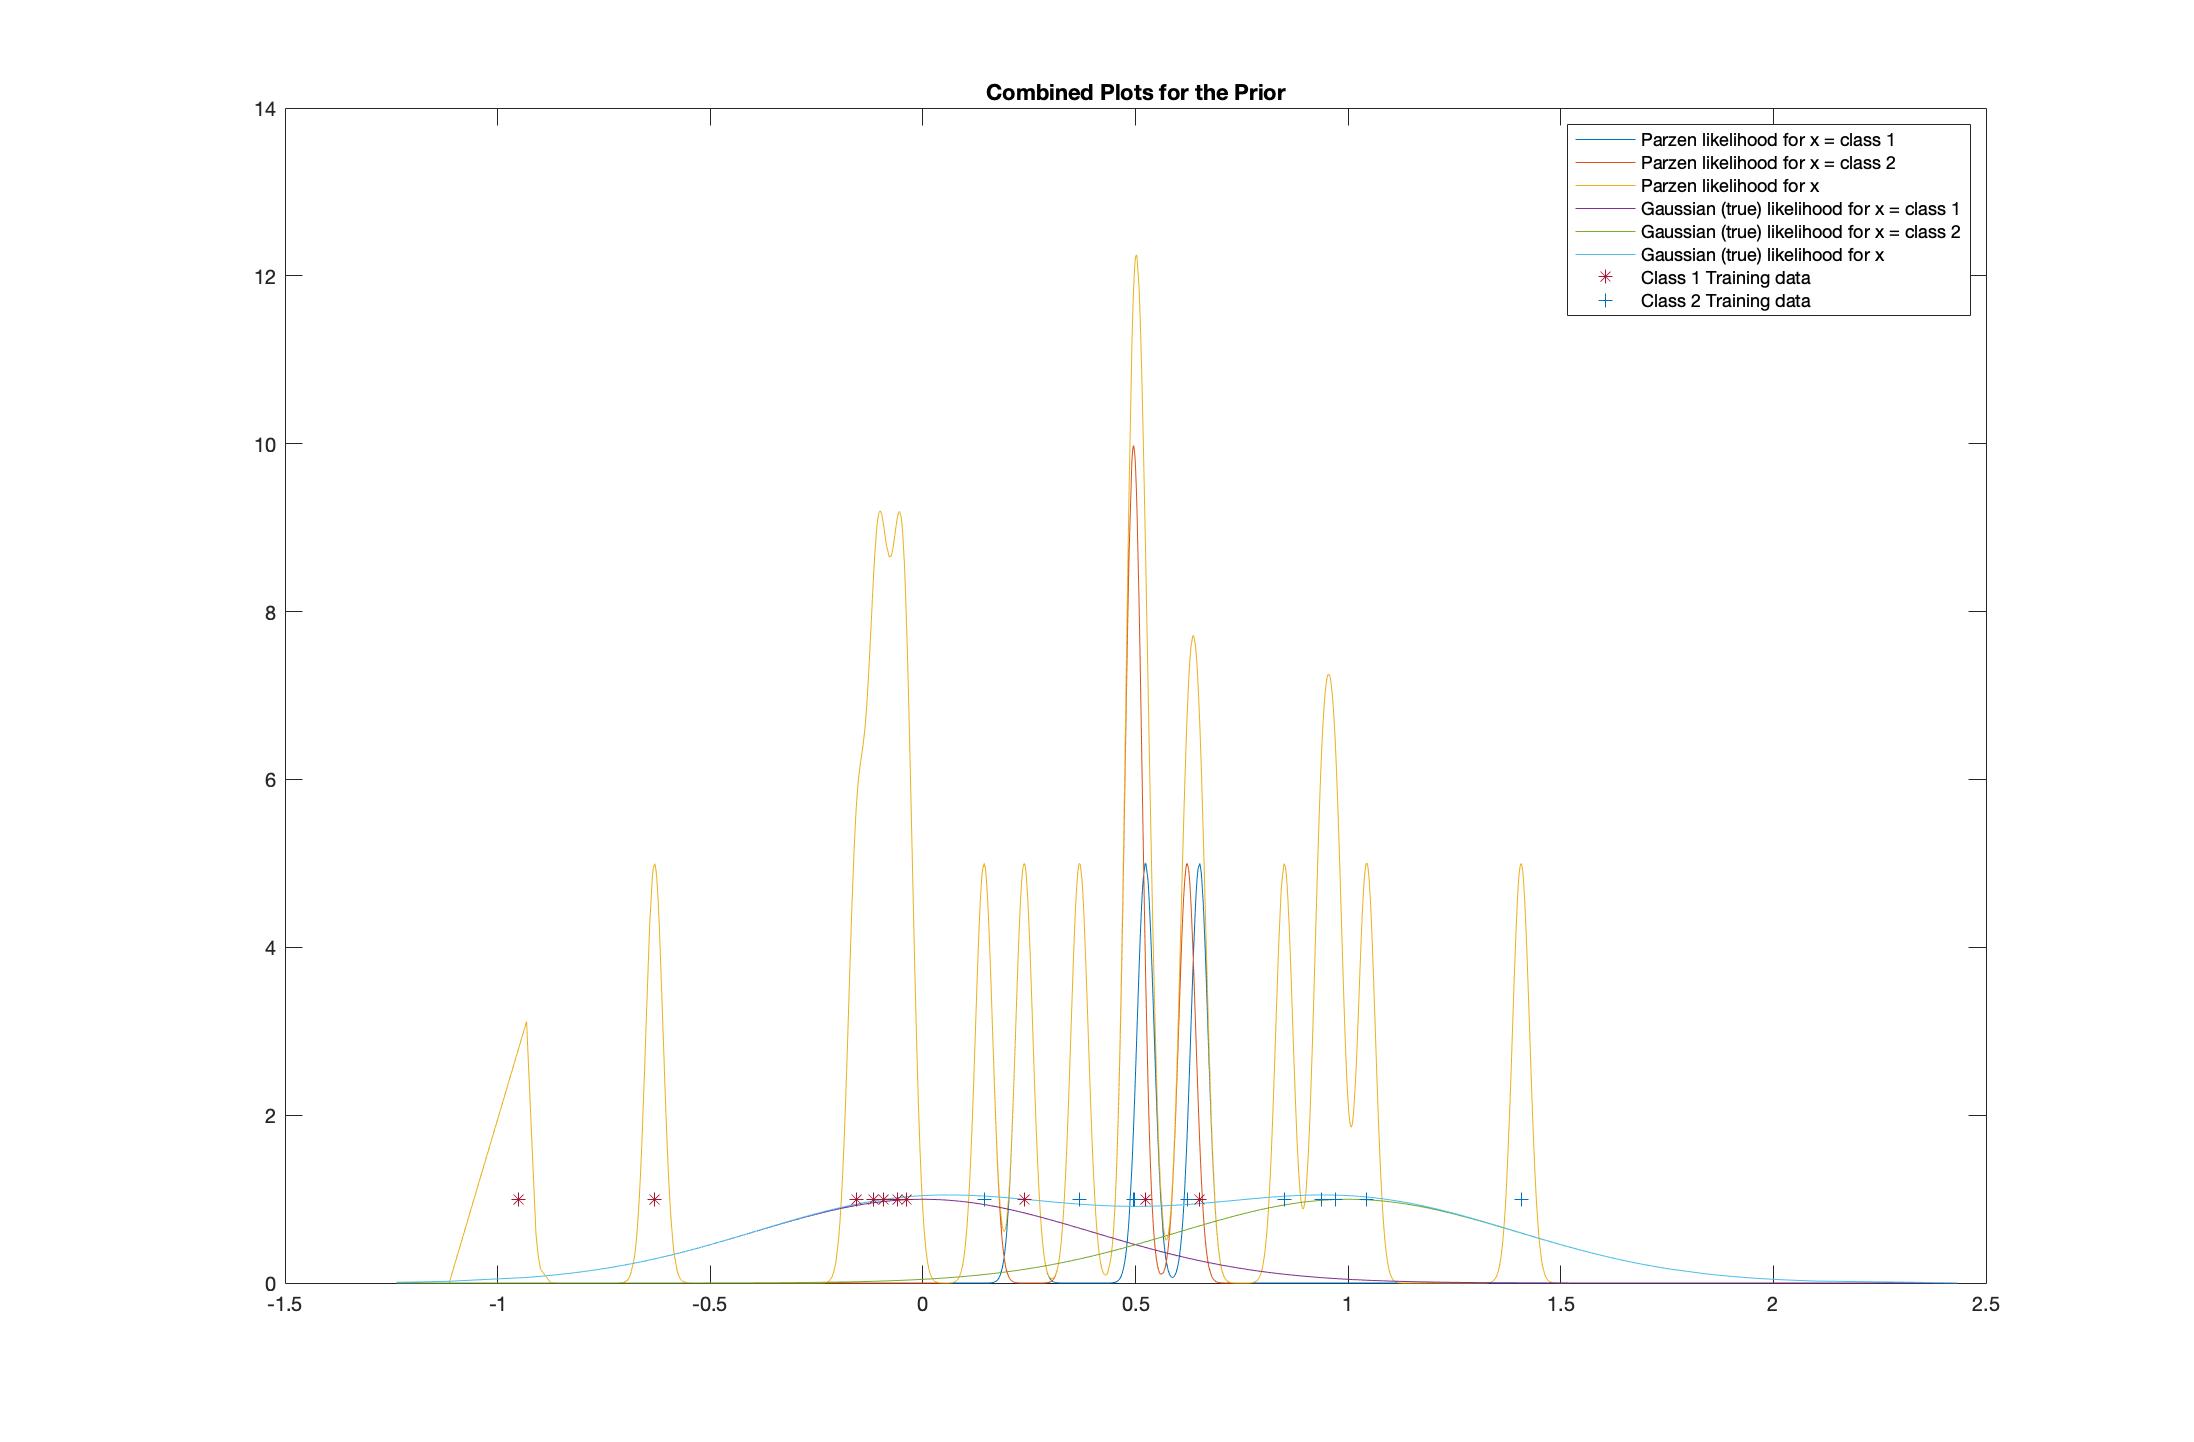 Combined Plots for the Prior
14
12
10
8
6
4
2
0
-1.5 -1 -0.5 0 0.5 1 1.5 2 2.5
Parzen likelihood for x = class 1
Parzen likelihood for x = class 2
Parzen likelihood for x
Gaussian (true) likelihood for x = class 1
Gaussian (true) likelihood for x = class 2
Gaussian (true) likelihood for x
Class 1 Training data
Class 2 Training data